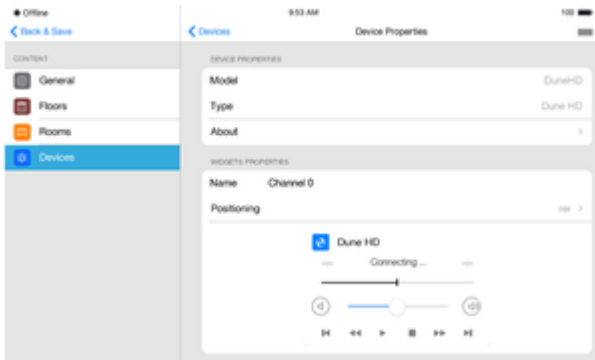 Offline
9:53 AM
100
Back & Save
Devices
Device Properties
CONTENT
General
Floors
Rooms
Devices
DEVICE PROPERTIES
Model DuneHD
Type Dune HD
About
WIDGETS PROPERTIES
Name Channel 0
Positioning
Dune HD
Connecting ...